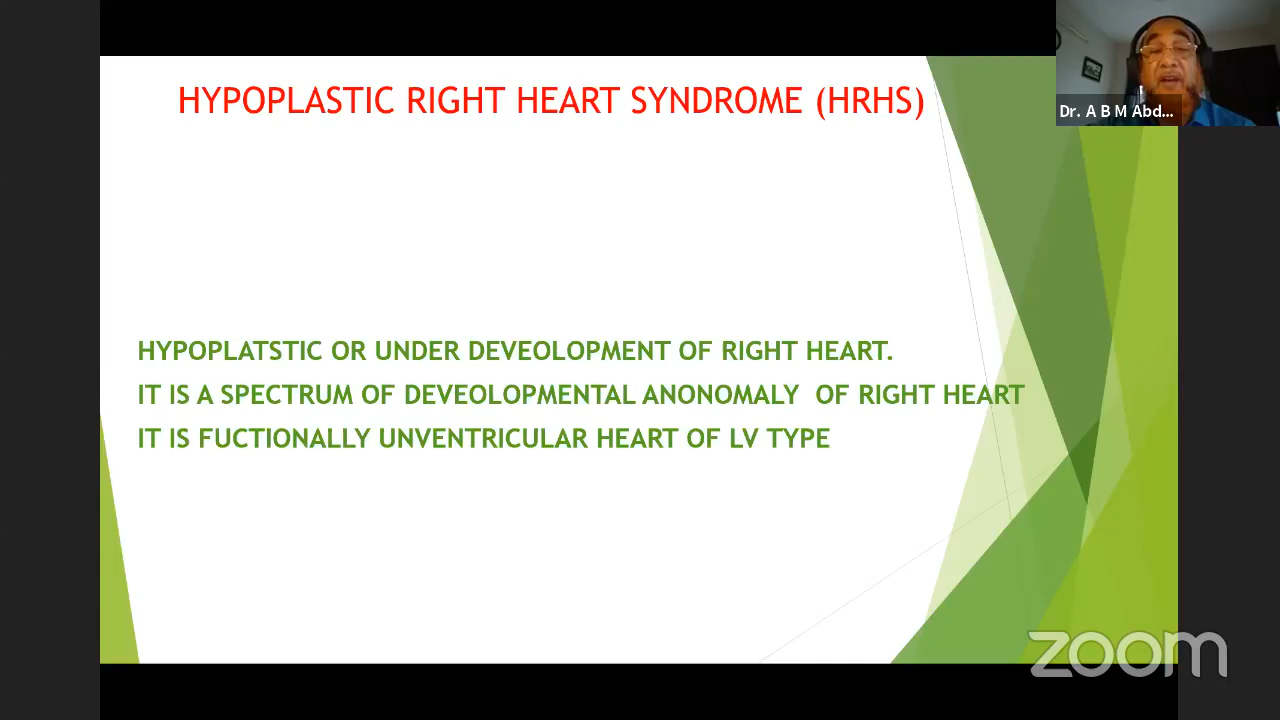 HYPOPLASTIC RIGHT HEART SYNDROME (HRHS)
Dr. A B M Abd...
HYPOPLATSTIC OR UNDER DEVEOLOPMENT OF RIGHT HEART.
IT IS A SPECTRUM OF DEVEOLOPMENTAL ANONOMALY OF RIGHT HEART
IT IS FUCTIONALLY UNVENTRICULAR HEART OF LV TYPE
zoom